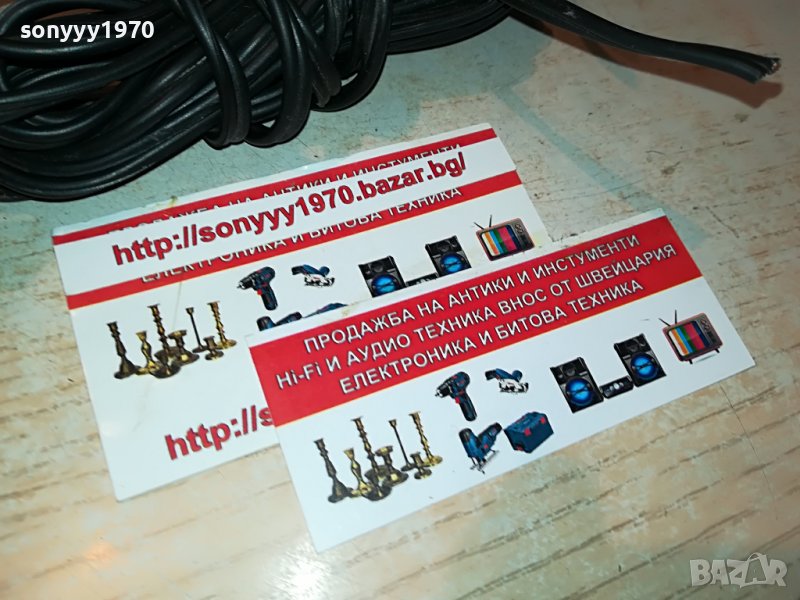 sonyyy1970
ПРОДАЖБА НА АНТИКИ И ИНСТУМЕНТИ
http://sonyyy1970.bazar.bg/
ЕЛЕКТРОНИКА И БИТОВА ТЕХНИКА
http://s
ПРОДАЖБА НА АНТИКИ И ИНСТУМЕНТИ
Hi-Fi И АУДИО ТЕХНИКА ВНОС ОТ ШВЕЙЦАРИЯ
ЕЛЕКТРОНИКА И БИТОВА ТЕХНИКА
BAZAR